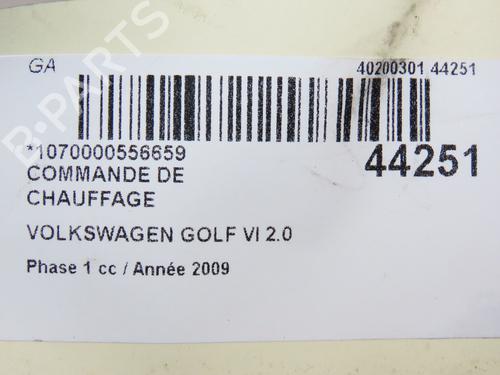 GA
40200301 44251
*1070000556659
44251
COMMANDE DE
CHAUFFAGE
VOLKSWAGEN GOLF VI 2.0
Phase 1 cc / Année 2009
B-PARTS